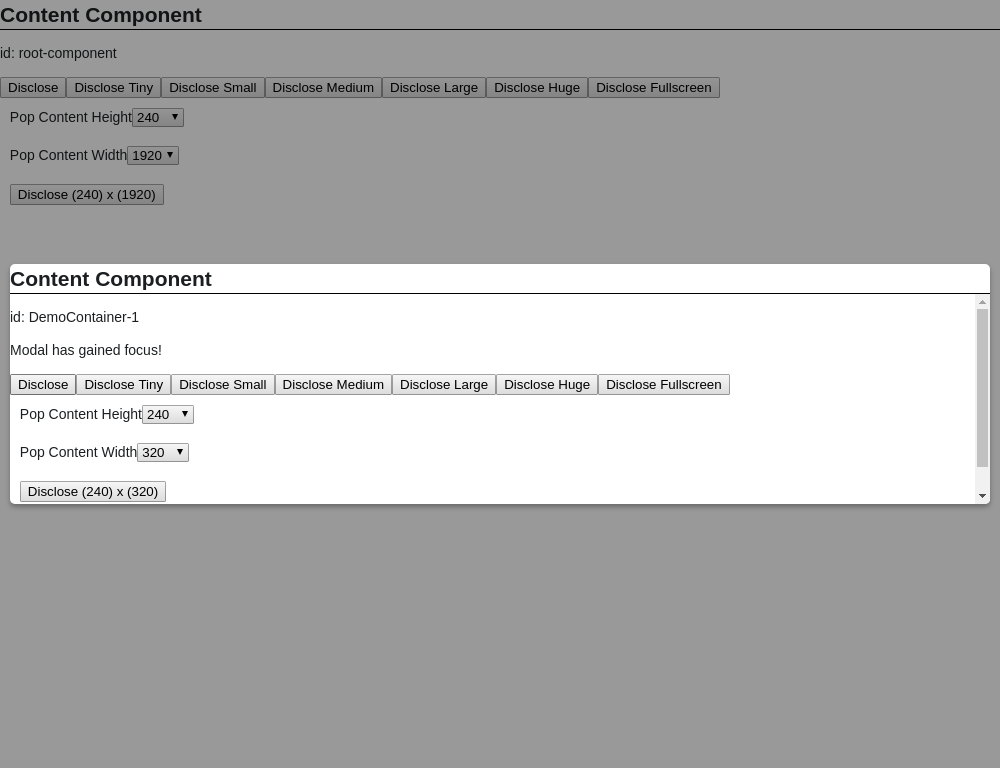 Content Component
id: root-component
Disclose Disclose Tiny Disclose Small Disclose Medium Disclose Large Disclose Huge Disclose Fullscreen
Pop Content Height 240
Pop Content Width 1920
Disclose (240) x (1920)
Content Component
id: DemoContainer-1
Modal has gained focus!
Disclose Disclose Tiny Disclose Small Disclose Medium Disclose Large Disclose Huge Disclose Fullscreen
Pop Content Height 240
Pop Content Width 320
Disclose (240) x (320)